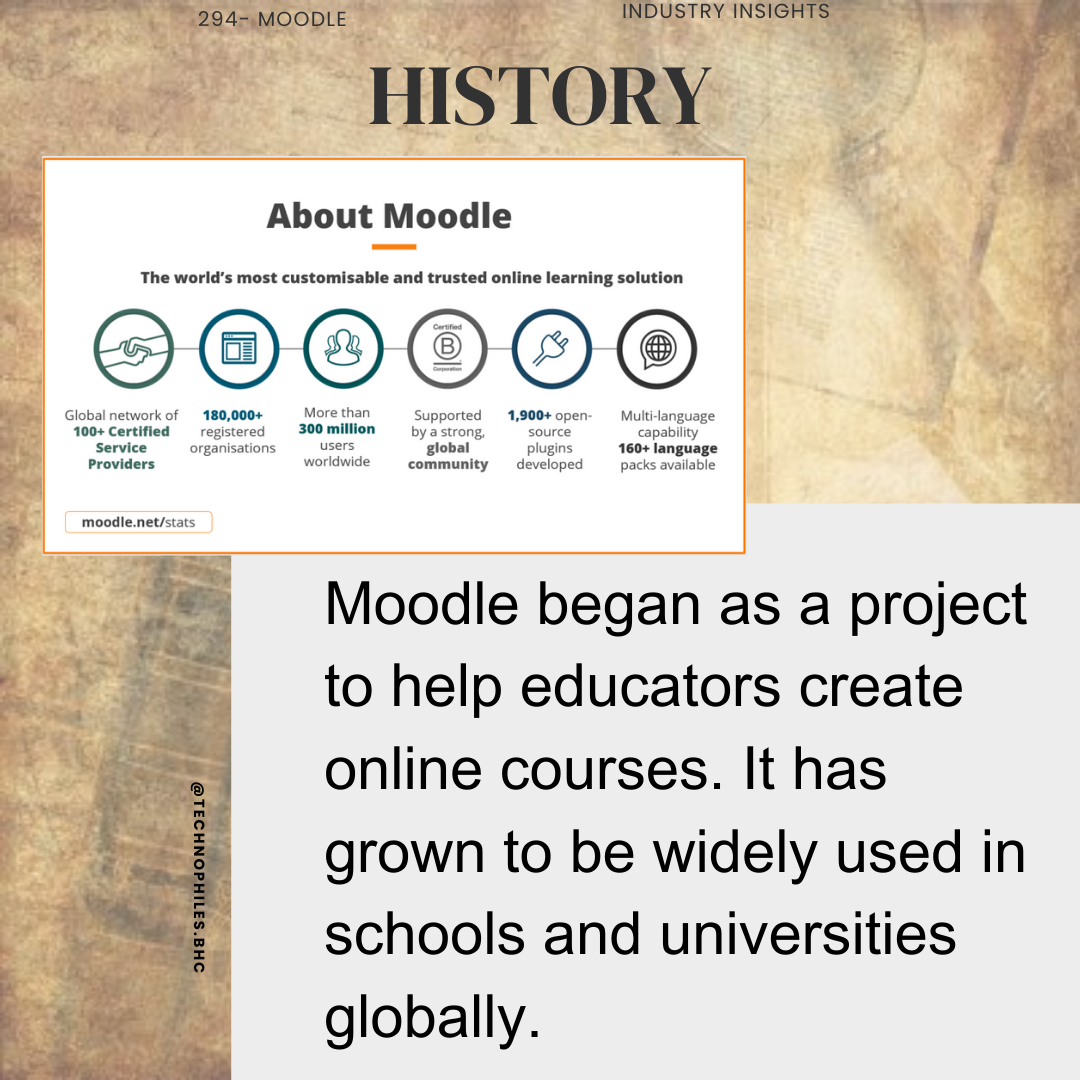 294- MOODLE
INDUSTRY INSIGHTS
HISTORY
About Moodle
The world's most customisable and trusted online learning solution
Certified
B
Corporation
Global network of
100+ Certified
Service
Providers
180,000+
registered
organisations
More than
300 million
users
worldwide
Supported
by a strong,
global
community
1,900+ open-
source
plugins
developed
Multi-language
capability
160+ language
packs available
moodle.net/stats
Moodle began as a project
to help educators create
online courses. It has
grown to be widely used in
schools and universities
globally.
@TECHNOPHILES.BHC